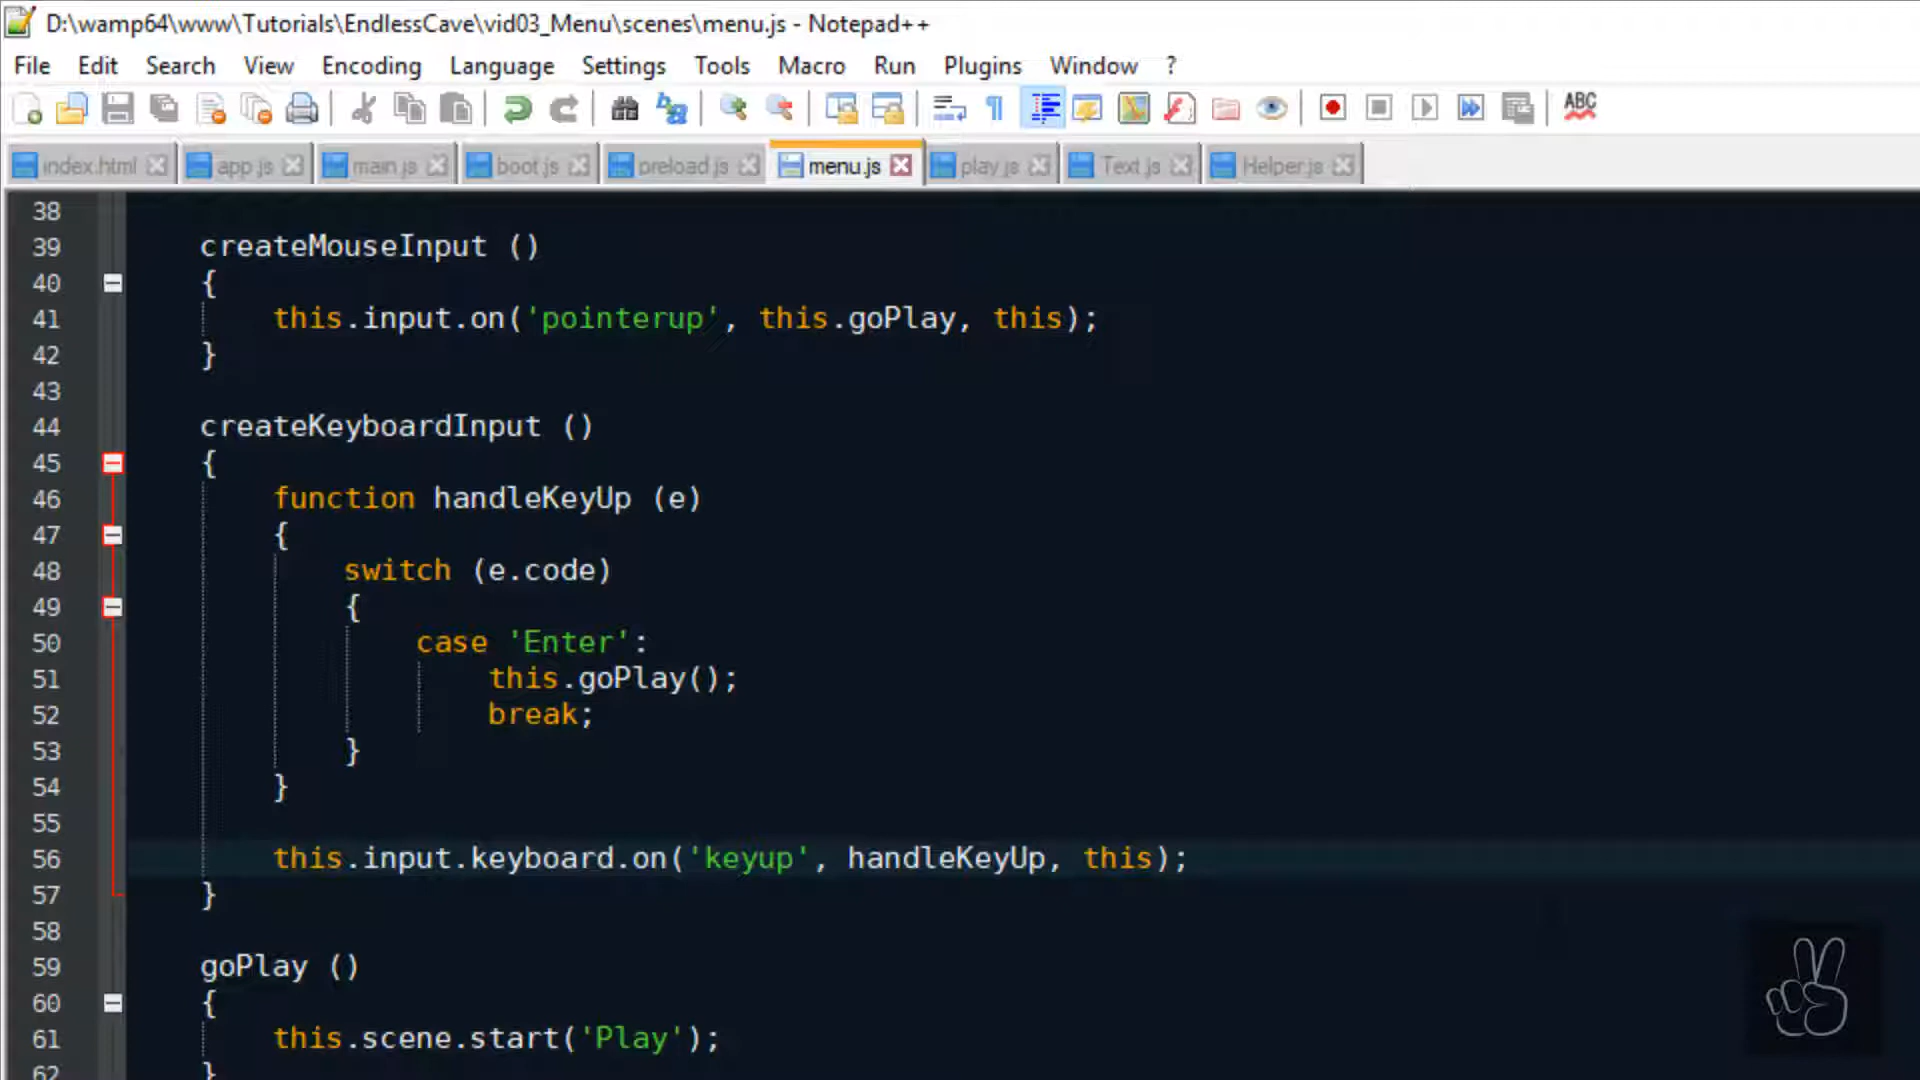 D:\wamp64\www\Tutorials\EndlessCave\vid03_Menu\scenes\menu.js - Notepad++
File Edit Search View Encoding Language Settings Tools Macro Run Plugins Window ?
ABC
index.html app.js main.js boot.js preload.js menu.js play.js Text.js Helper.js
38
39 createMouseInput ()
40 {
41 this.input.on('pointerup', this.goPlay, this);
42 }
43
44 createKeyboardInput ()
45 {
46 function handleKeyUp (e)
47 {
48 switch (e.code)
49 {
50 case 'Enter':
51 this.goPlay();
52 break;
53 }
54 }
55
56 this.input.keyboard.on('keyup', handleKeyUp, this);
57 }
58
59 goPlay ()
60 {
61 this.scene.start('Play');
62 }